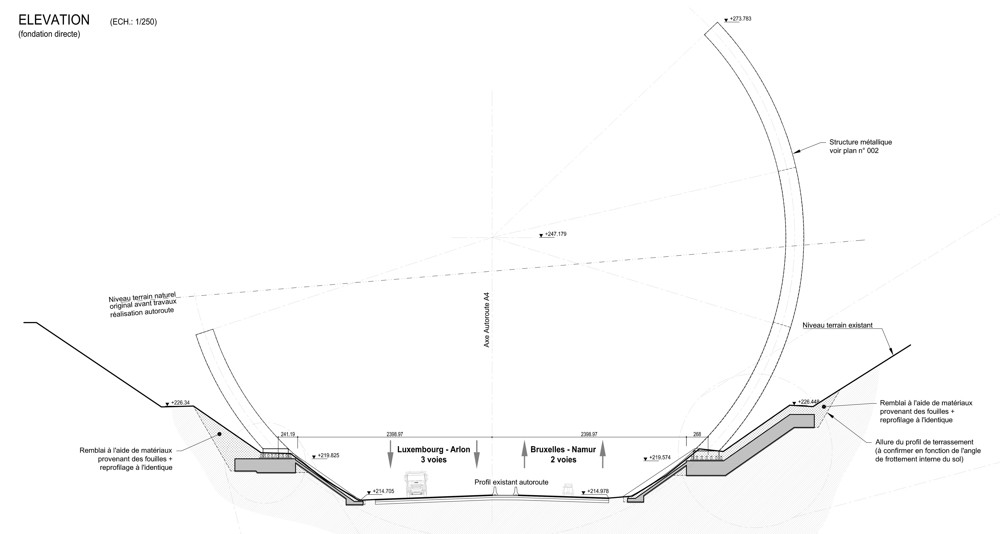 ELEVATION (ECH.: 1/250)
(fondation directe)
+273.783
Structure métallique
voir plan n° 002
+247.179
Niveau terrain naturel
original avant travaux
réalisation autoroute
Axe Autoroute A4
Niveau terrain existant
+226.34
+226.448
Remblai à l'aide de matériaux
provenant des fouilles +
reprofilage à l'identique
241.19
2398.97
2398.97
268
Allure du profil de terrassement
(à confirmer en fonction de l'angle
de frottement interne du sol)
Remblai à l'aide de matériaux
provenant des fouilles +
reprofilage à l'identique
+219.825
Luxembourg - Arlon
3 voies
Bruxelles - Namur
2 voies
+219.574
Profil existant autoroute
+214.705
+214.978